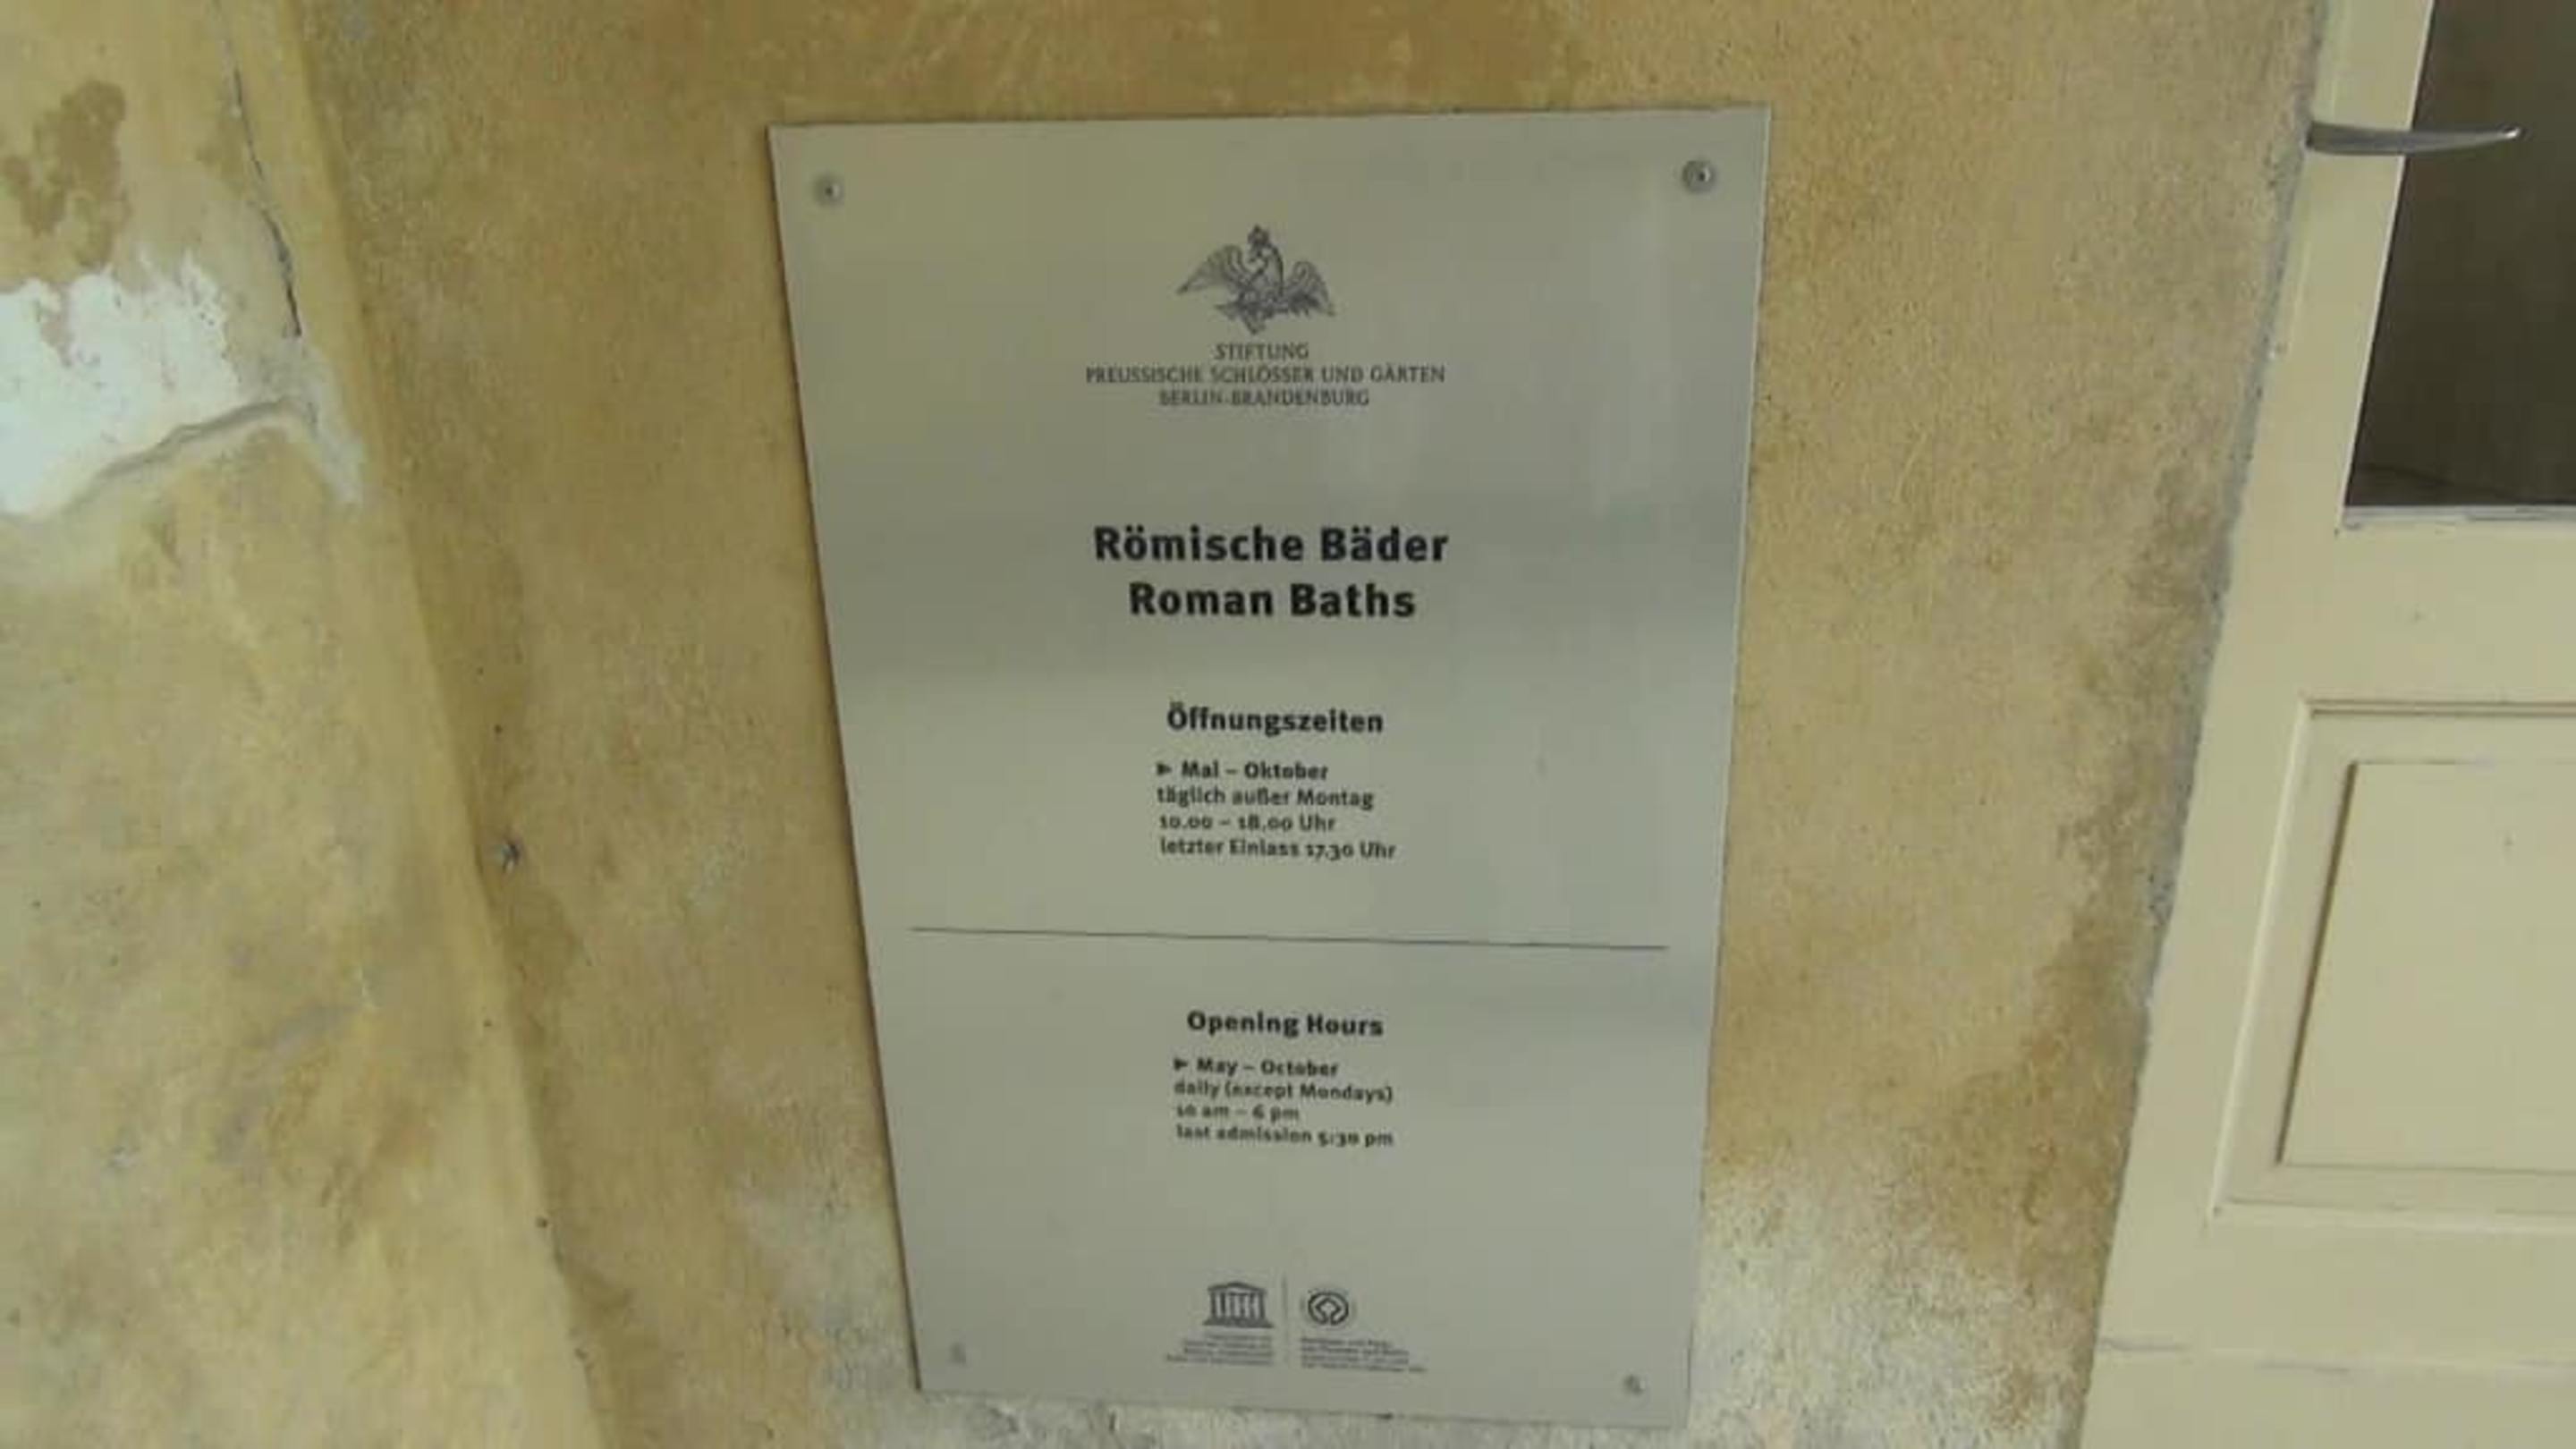 STIFTUNG
PREUSSISCHE SCHLÖSSER UND GÄRTEN
BERLIN-BRANDENBURG
Römische Bäder
Roman Baths
Öffnungszeiten
► Mai – Oktober
täglich außer Montag
10.00 – 18.00 Uhr
letzter Einlass 17.30 Uhr
Opening Hours
► May – October
daily (except Mondays)
10 am – 6 pm
last admission 5:30 pm